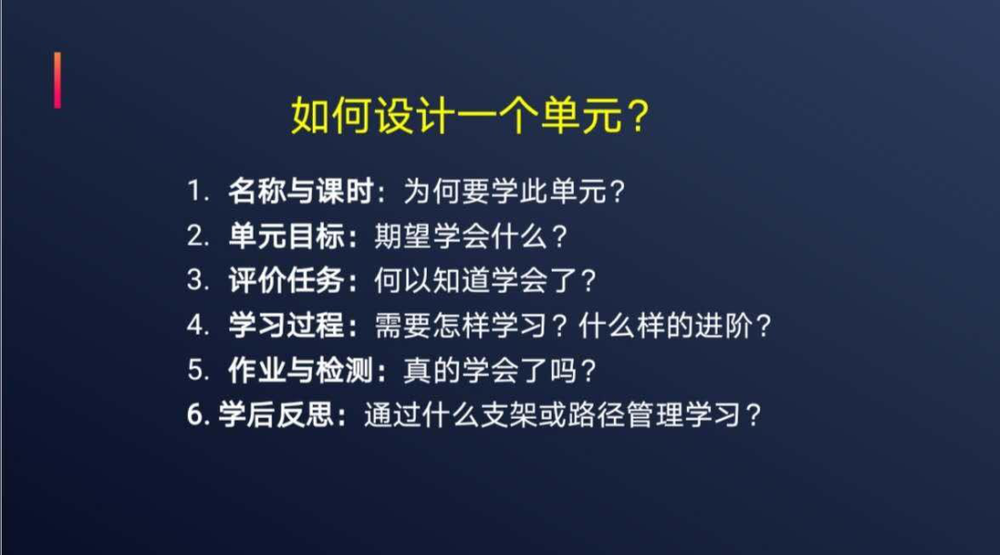 如何设计一个单元？
1. 名称与课时：为何要学此单元？
2. 单元目标：期望学会什么？
3. 评价任务：何以知道学会了？
4. 学习过程：需要怎样学习？什么样的进阶？
5. 作业与检测：真的学会了吗？
6. 学后反思：通过什么支架或路径管理学习？